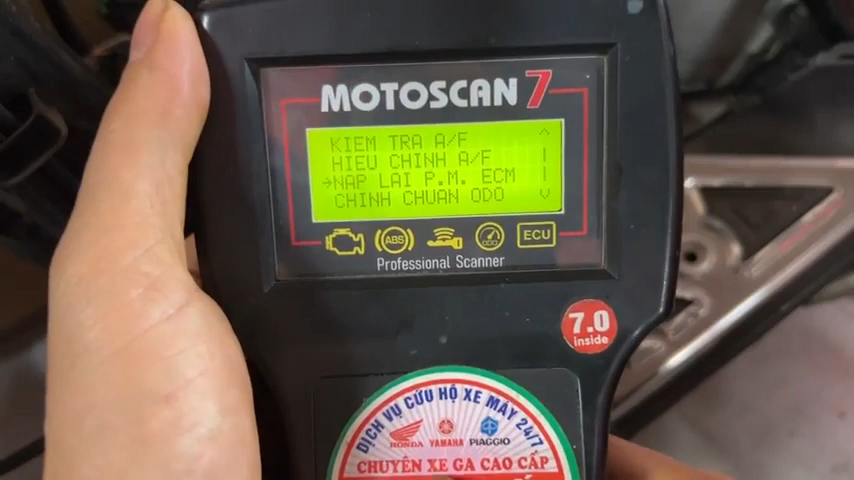 MOTOSCAN 7
KIEM TRA A/F
HIEU CHINH A/F
→NAP LAI P.M. ECM
CHINH CHUAN ODO
ABS
ODO
ECU
Professional Scanner
7.0
inside
DỊCH VỤ CỨU HỘ XE MÁY 24/7
HONDA YAMAHA PIAGGIO
CHUYÊN XE GA CAO CẤP